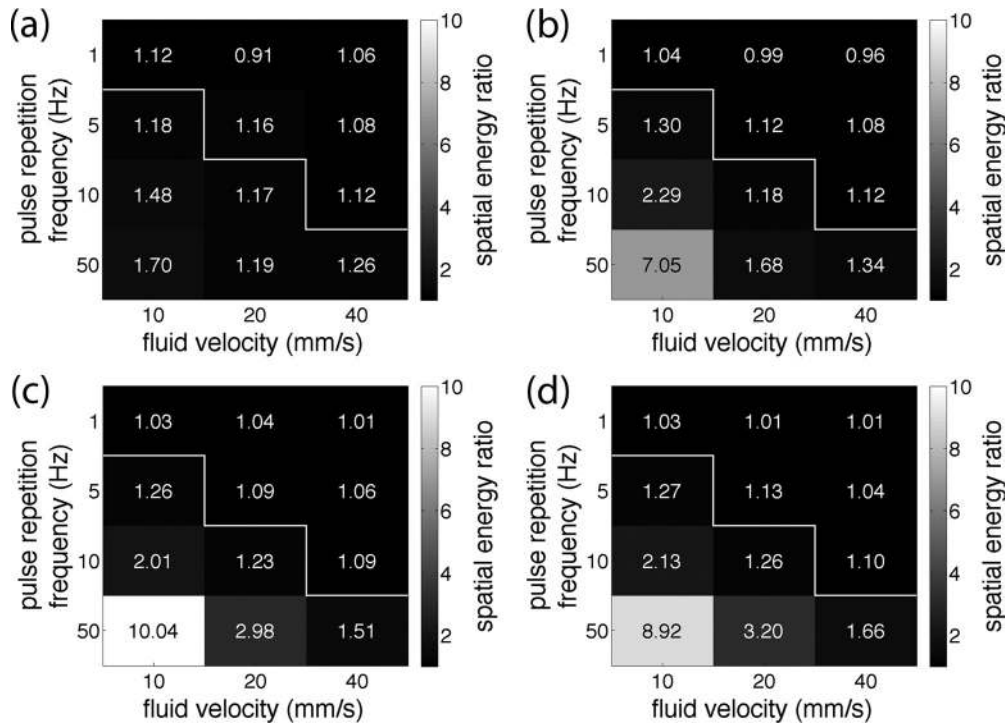 (a)
pulse repetition
frequency (Hz)
1 1.12 0.91 1.06
5 1.18 1.16 1.08
10 1.48 1.17 1.12
50 1.70 1.19 1.26
10 20 40
fluid velocity (mm/s)
10
8
6
4
2
spatial energy ratio
(b)
pulse repetition
frequency (Hz)
1 1.04 0.99 0.96
5 1.30 1.12 1.08
10 2.29 1.18 1.12
50 7.05 1.68 1.34
10 20 40
fluid velocity (mm/s)
10
8
6
4
2
spatial energy ratio
(c)
pulse repetition
frequency (Hz)
1 1.03 1.04 1.01
5 1.26 1.09 1.06
10 2.01 1.23 1.09
50 10.04 2.98 1.51
10 20 40
fluid velocity (mm/s)
10
8
6
4
2
spatial energy ratio
(d)
pulse repetition
frequency (Hz)
1 1.03 1.01 1.01
5 1.27 1.13 1.04
10 2.13 1.26 1.10
50 8.92 3.20 1.66
10 20 40
fluid velocity (mm/s)
10
8
6
4
2
spatial energy ratio